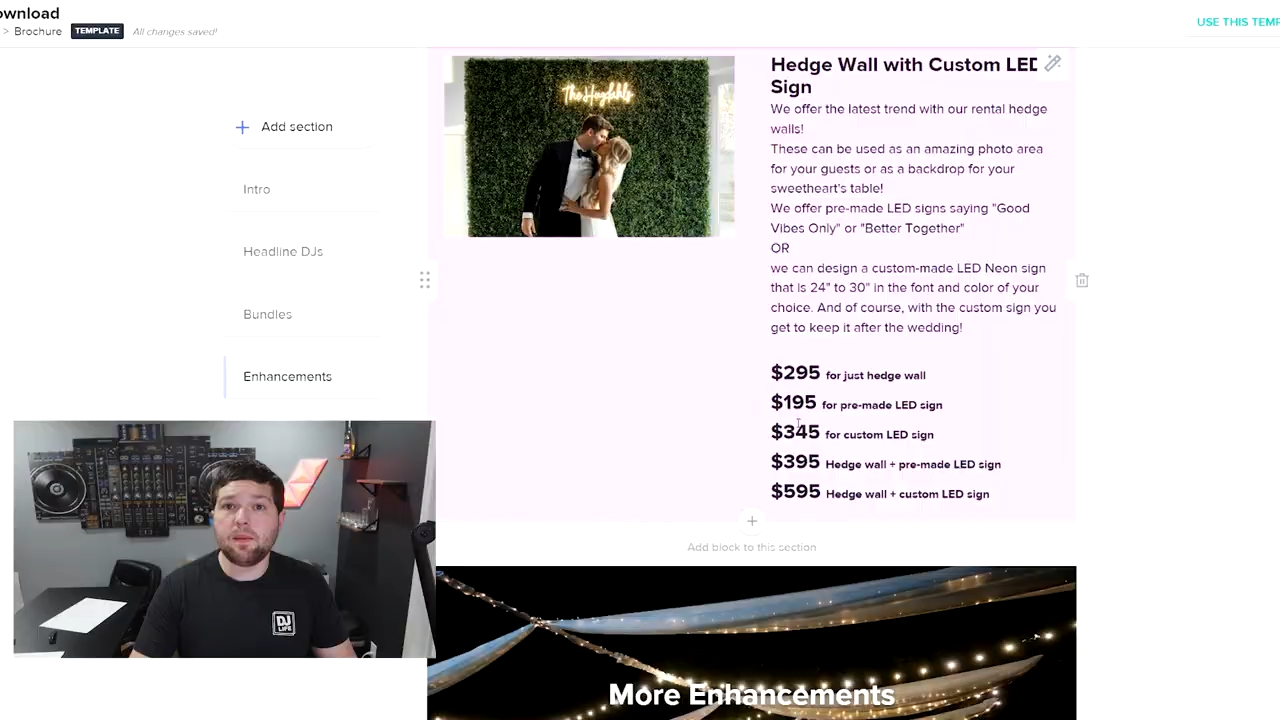 ownload
> Brochure TEMPLATE All changes saved!
USE THIS TEMP
Add section
Intro
Headline DJs
Bundles
Enhancements
The Hugdahls
Hedge Wall with Custom LED
Sign
We offer the latest trend with our rental hedge
walls!
These can be used as an amazing photo area
for your guests or as a backdrop for your
sweetheart's table!
We offer pre-made LED signs saying "Good
Vibes Only" or "Better Together"
OR
we can design a custom-made LED Neon sign
that is 24" to 30" in the font and color of your
choice. And of course, with the custom sign you
get to keep it after the wedding!
$295 for just hedge wall
$195 for pre-made LED sign
$345 for custom LED sign
$395 Hedge wall + pre-made LED sign
$595 Hedge wall + custom LED sign
Add block to this section
More Enhancements
DJ
LIFE